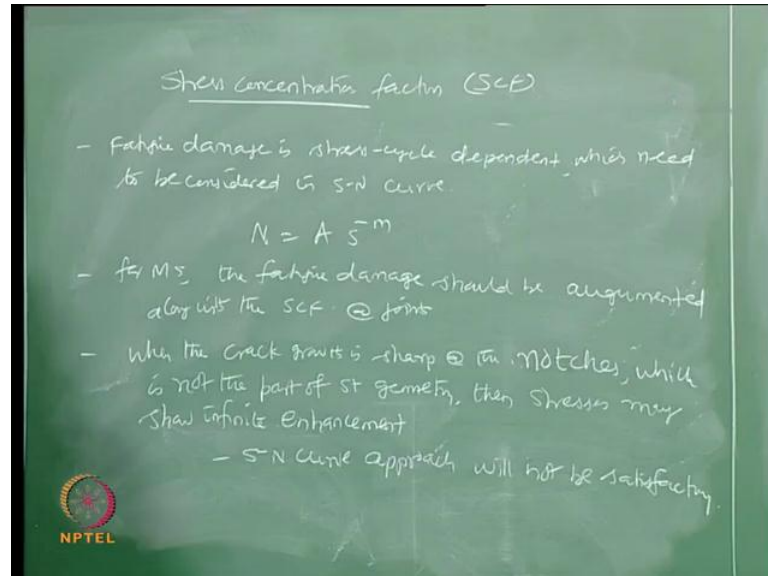 Stress concentration factor (SCF)
- Fatigue damage is stress-cycle dependent, which need
to be considered in S-N curve.
N = A S^-m
- for MS, the fatigue damage should be augumented
along with the SCF @ joints
- When the crack growth is sharp @ the notches, which
is not the part of st geometry, then stresses may
show infinite enhancement
- S-N curve approach will not be satisfactory.
NPTEL